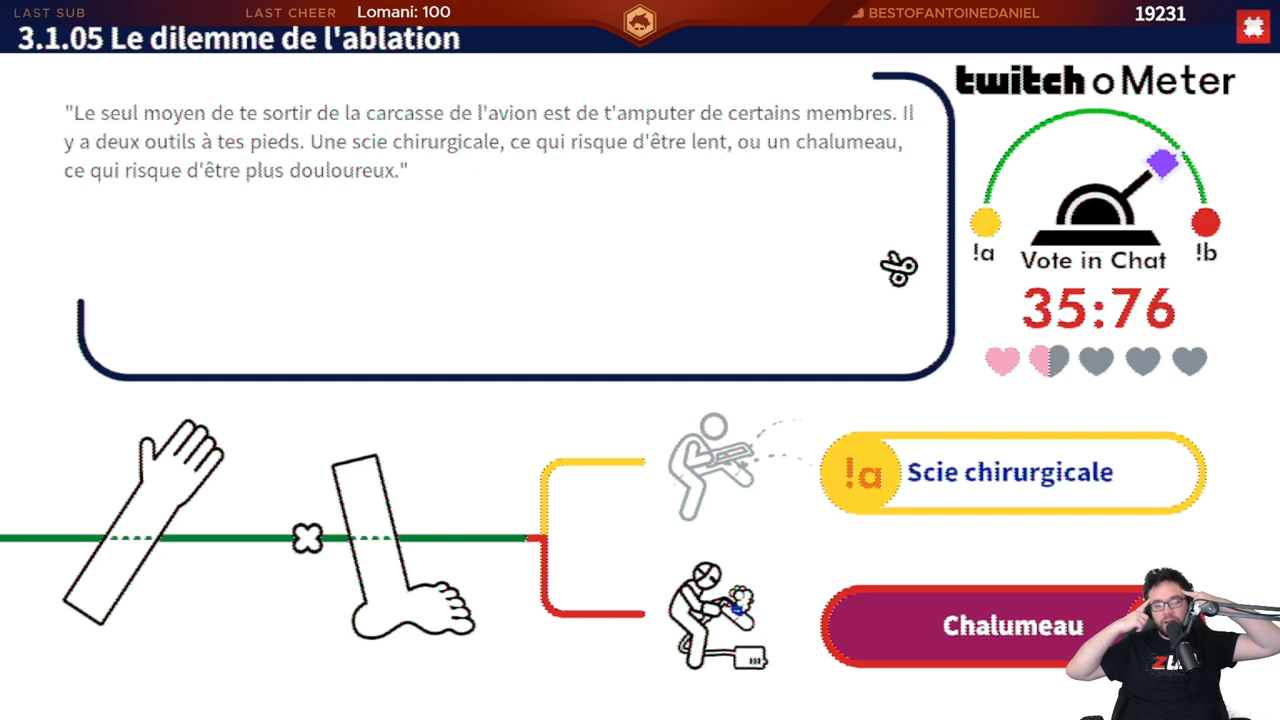 LAST SUB
LAST CHEER
Lomani: 100
BESTOFANTOINEDANIEL
19231
3.1.05 Le dilemme de l'ablation
twitch o Meter
"Le seul moyen de te sortir de la carcasse de l'avion est de t'amputer de certains membres. Il
y a deux outils à tes pieds. Une scie chirurgicale, ce qui risque d'être lent, ou un chalumeau,
ce qui risque d'être plus douloureux."
!a
Vote in Chat
!b
35:76
!a
Scie chirurgicale
Chalumeau